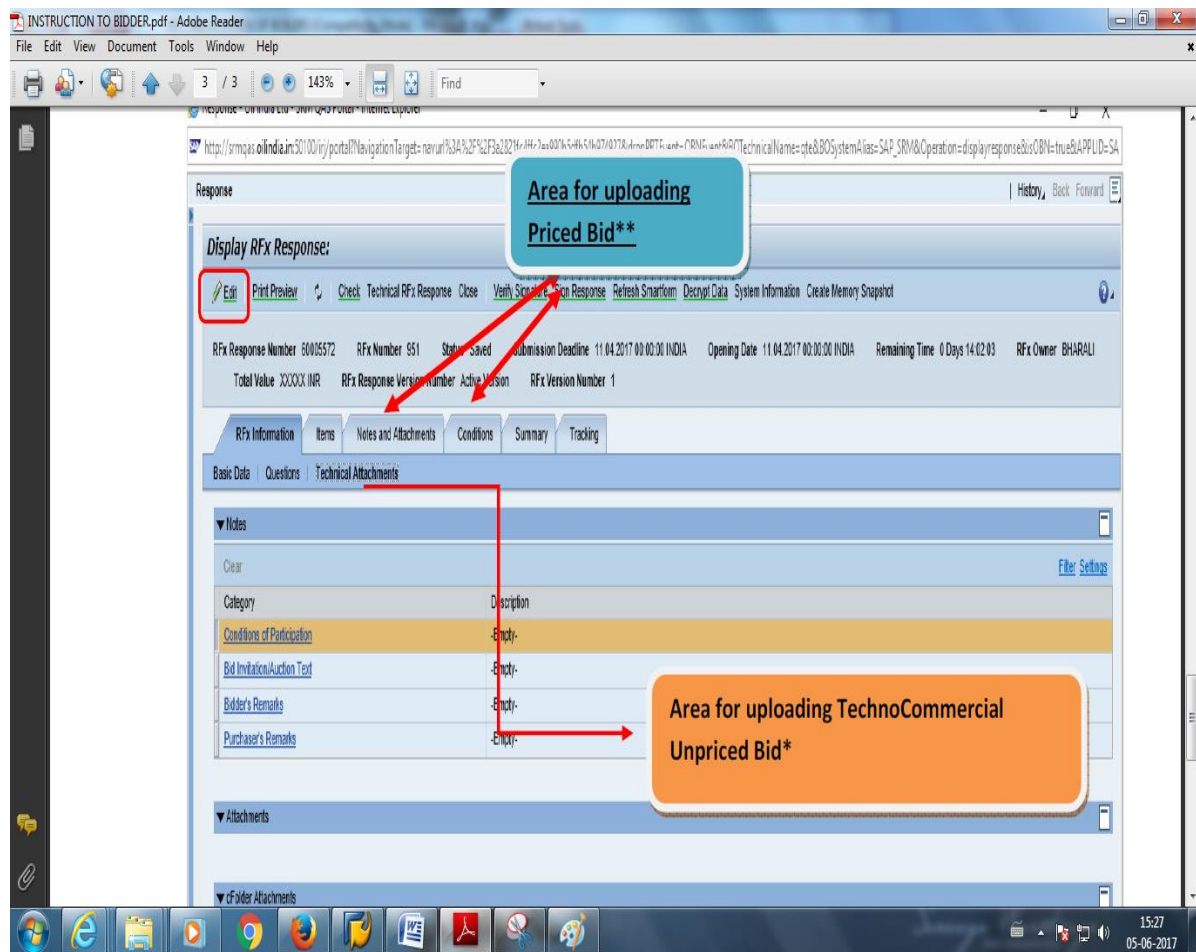 INSTRUCTION TO BIDDER.pdf - Adobe Reader
File Edit View Document Tools Window Help
3 / 3 143% Find
Response
History Back Forward
Area for uploading
Priced Bid**
Display RFx Response:
Edit Print Preview Check Technical RFx Response Close Verify Signature Sign Response Refresh Smartform Decrypt Data System Information Create Memory Snapshot
RFx Response Number 60005572 RFx Number 951 Status Saved Submission Deadline 11.04.2017 00:00:00 INDIA Opening Date 11.04.2017 00:00:00 INDIA Remaining Time 0 Days 14:02:03 RFx Owner BHARALI
Total Value XXXXX INR RFx Response Version Number Active Version RFx Version Number 1
RFx Information Items Notes and Attachments Conditions Summary Tracking
Basic Data Questions Technical Attachments
Notes
Clear Filter Settings
Category Description
Conditions of Participation -Empty-
Bid Invitation/Auction Text -Empty-
Bidder's Remarks -Empty-
Purchaser's Remarks -Empty-
Area for uploading TechnoCommercial
Unpriced Bid*
Attachments
cFolder Attachments
15:27
05-06-2017